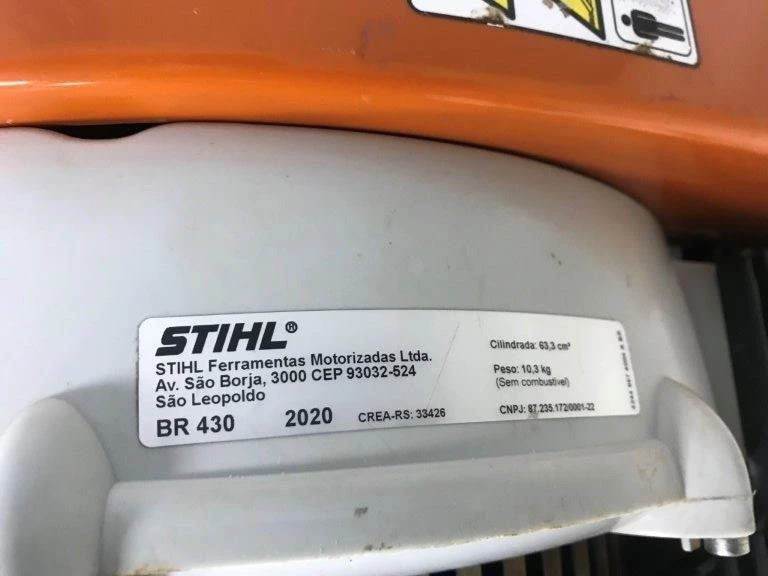 STIHL®
STIHL Ferramentas Motorizadas Ltda.
Av. São Borja, 3000 CEP 93032-524
São Leopoldo
BR 430 2020 CREA-RS: 33426
Cilindrada: 63,3 cm³
Peso: 10,3 kg
(Sem combustível)
CNPJ: 87.235.172/0001-22